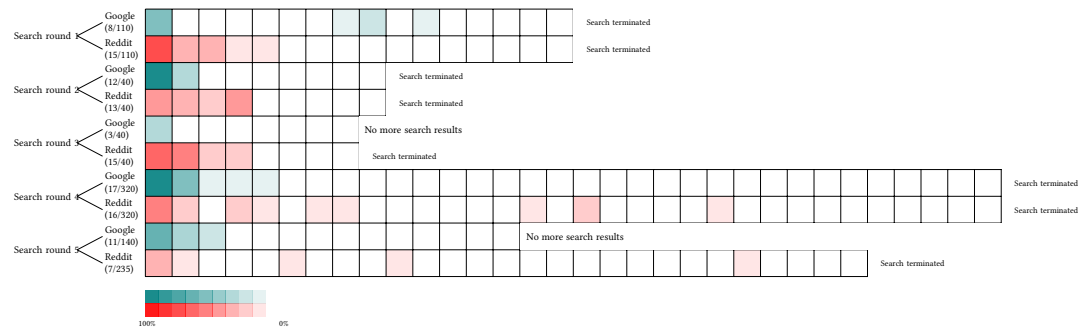 Search round 1
Google
(8/110)
Search terminated
Reddit
(15/110)
Search terminated
Search round 2
Google
(12/40)
Search terminated
Reddit
(13/40)
Search terminated
Search round 3
Google
(3/40)
No more search results
Reddit
(15/40)
Search terminated
Search round 4
Google
(17/320)
Search terminated
Reddit
(16/320)
Search terminated
Search round 5
Google
(11/140)
No more search results
Reddit
(7/235)
Search terminated
100% 0%